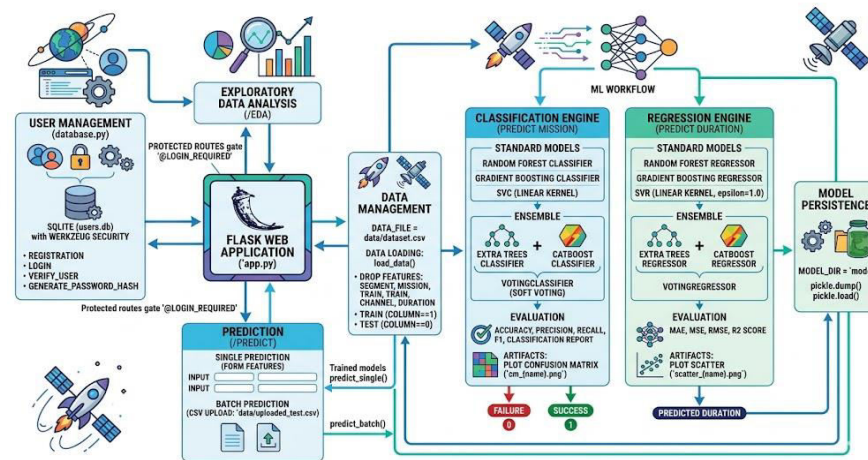 EXPLORATORY
DATA ANALYSIS
(/EDA)
ML WORKFLOW
USER MANAGEMENT
(database.py)
SQLITE (users.db)
with WERKZEUG SECURITY
• REGISTRATION
• LOGIN
• VERIFY_USER
• GENERATE_PASSWORD_HASH
PROTECTED ROUTES gate
'@LOGIN_REQUIRED'
FLASK WEB
APPLICATION
('app.py)
Protected routes gate '@LOGIN_REQUIRED'
PREDICTION
(/PREDICT)
SINGLE PREDICTION
(FORM FEATURES)
INPUT
INPUT
BATCH PREDICTION
(CSV UPLOAD: 'data/uploaded_test.csv)
Trained models
predict_single()
predict_batch()
DATA
MANAGEMENT
DATA_FILE =
data/dataset.csv
DATA LOADING:
load_data()
• DROP FEATURES:
SEGMENT, MISSION,
TRAIN, TRAIN,
CHANNEL, DURATION
• TRAIN (COLUMN==1)
• TEST (COLUMN==0)
CLASSIFICATION ENGINE
(PREDICT MISSION)
STANDARD MODELS
RANDOM FOREST CLASSIFIER
GRADIENT BOOSTING CLASSIFIER
SVC (LINEAR KERNEL)
ENSEMBLE
EXTRA TREES
CLASSIFIER
+
CATBOOST
CLASSIFIER
VOTINGCLASSIFIER
(SOFT VOTING)
EVALUATION
ACCURACY, PRECISION, RECALL,
F1, CLASSIFICATION REPORT
ARTIFACTS:
PLOT CONFUSION MATRIX
('cm_{name}.png')
FAILURE
0
SUCCESS
1
REGRESSION ENGINE
(PREDICT DURATION)
STANDARD MODELS
RANDOM FOREST REGRESSOR
GRADIENT BOOSTING REGRESSOR
SVR (LINEAR KERNEL, epsilon=1.0)
ENSEMBLE
EXTRA TREES
REGRESSOR
+
CATBOOST
REGRESSOR
VOTINGREGRESSOR
EVALUATION
MAE, MSE, RMSE, R2 SCORE
ARTIFACTS:
PLOT SCATTER
('scatter_{name}.png')
PREDICTED DURATION
MODEL
PERSISTENCE
MODEL_DIR = 'mode
pickle.dump()
pickle.load()